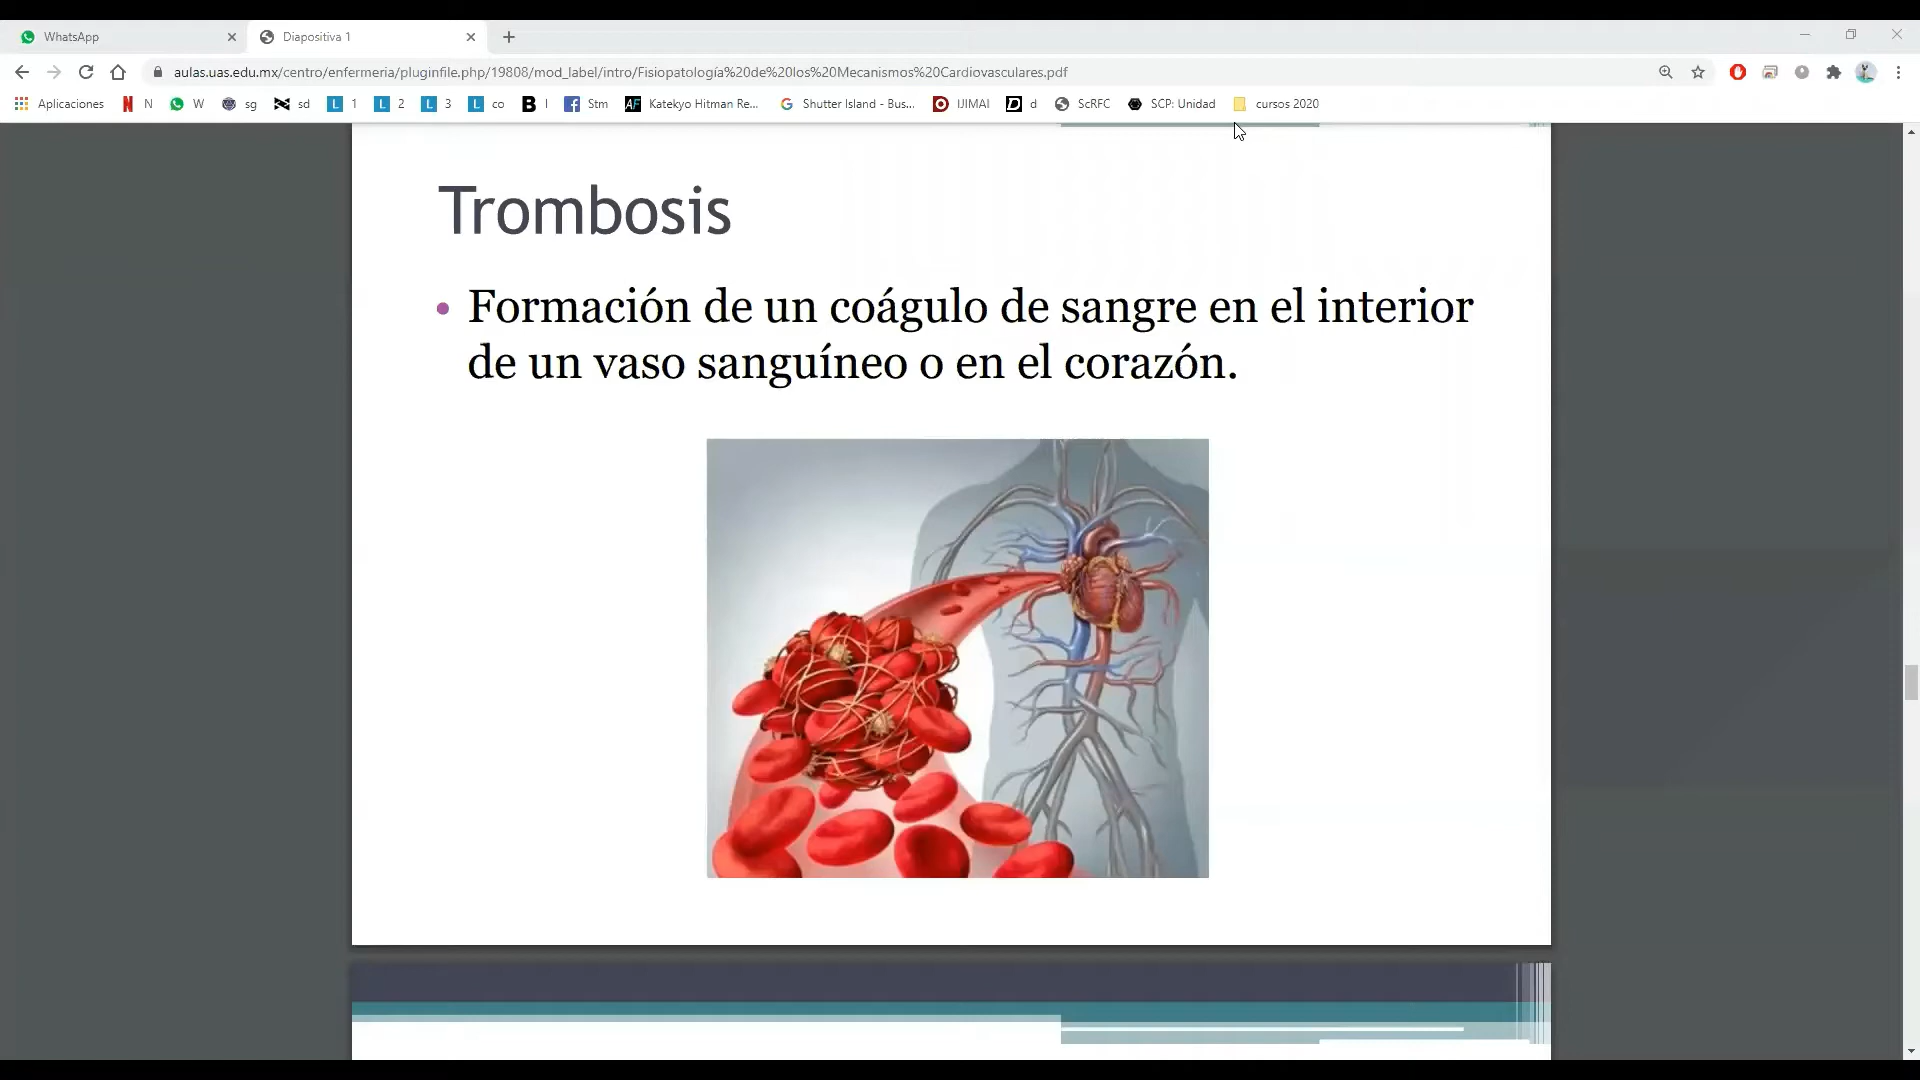 WhatsApp
Diapositiva 1
aulas.uas.edu.mx/centro/enfermeria/pluginfile.php/19808/mod_label/intro/Fisiopatología%20de%20los%20Mecanismos%20Cardiovasculares.pdf
Aplicaciones N N W sg sd L 1 L 2 L 3 L co B I Stm AF Katekyo Hitman Re... Shutter Island - Bus... IJIMAI D d ScRFC SCP: Unidad cursos 2020
Trombosis
• Formación de un coágulo de sangre en el interior
de un vaso sanguíneo o en el corazón.